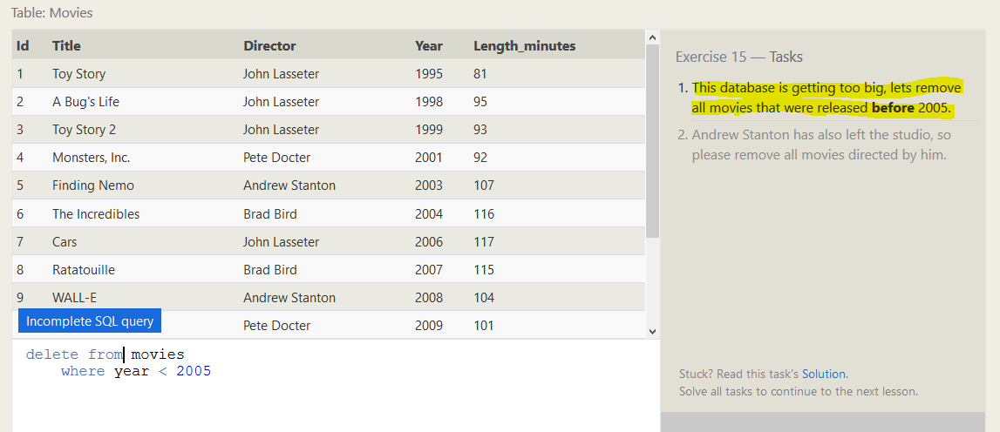 Table: Movies
Id Title Director Year Length_minutes
1 Toy Story John Lasseter 1995 81
2 A Bug's Life John Lasseter 1998 95
3 Toy Story 2 John Lasseter 1999 93
4 Monsters, Inc. Pete Docter 2001 92
5 Finding Nemo Andrew Stanton 2003 107
6 The Incredibles Brad Bird 2004 116
7 Cars John Lasseter 2006 117
8 Ratatouille Brad Bird 2007 115
9 WALL-E Andrew Stanton 2008 104
Pete Docter 2009 101
Incomplete SQL query
delete from movies
where year < 2005
Exercise 15 — Tasks
1. This database is getting too big, lets remove
all movies that were released before 2005.
2. Andrew Stanton has also left the studio, so
please remove all movies directed by him.
Stuck? Read this task's Solution.
Solve all tasks to continue to the next lesson.